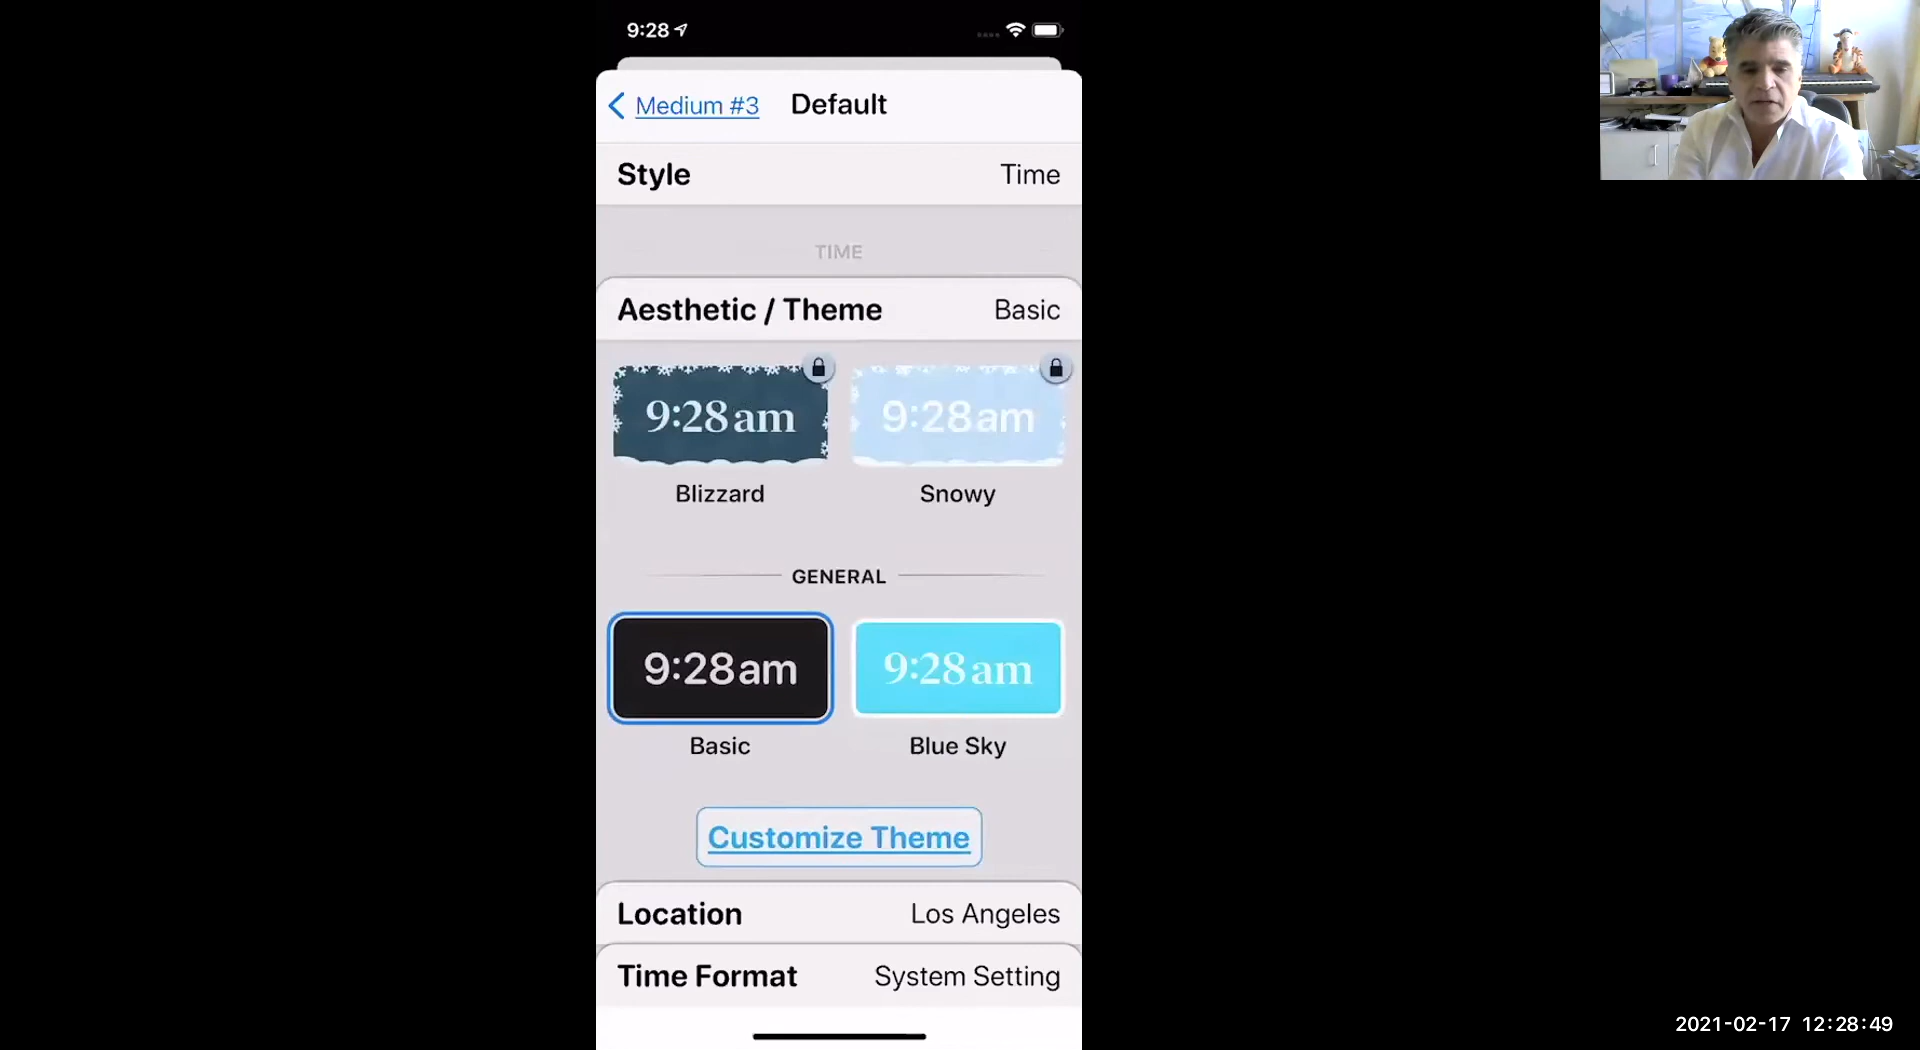 9:28
Medium #3 Default
Style Time
TIME
Aesthetic / Theme Basic
9:28am 9:28am
Blizzard Snowy
GENERAL
9:28am 9:28am
Basic Blue Sky
Customize Theme
Location Los Angeles
Time Format System Setting
2021-02-17 12:28:49